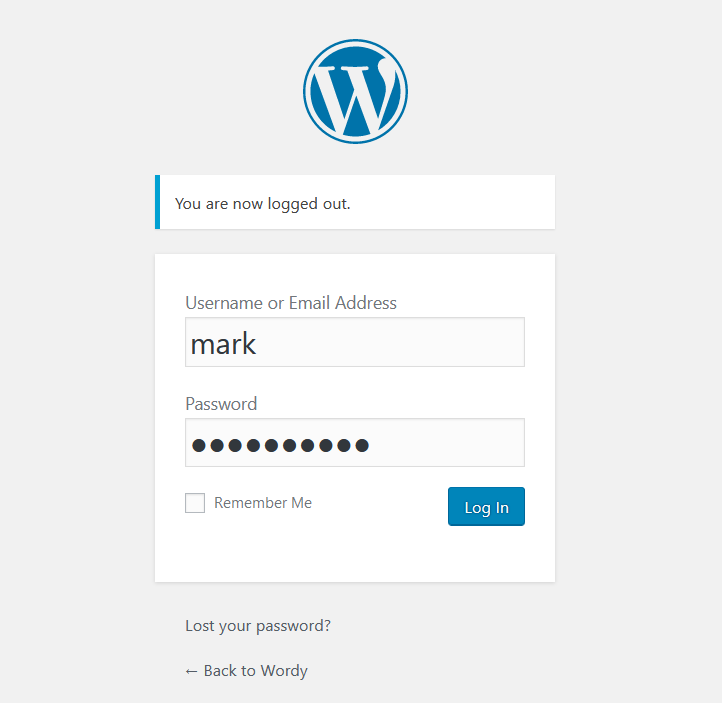 You are now logged out.
Username or Email Address
mark
Password
●●●●●●●●●●
Remember Me
Log In
Lost your password?
← Back to Wordy